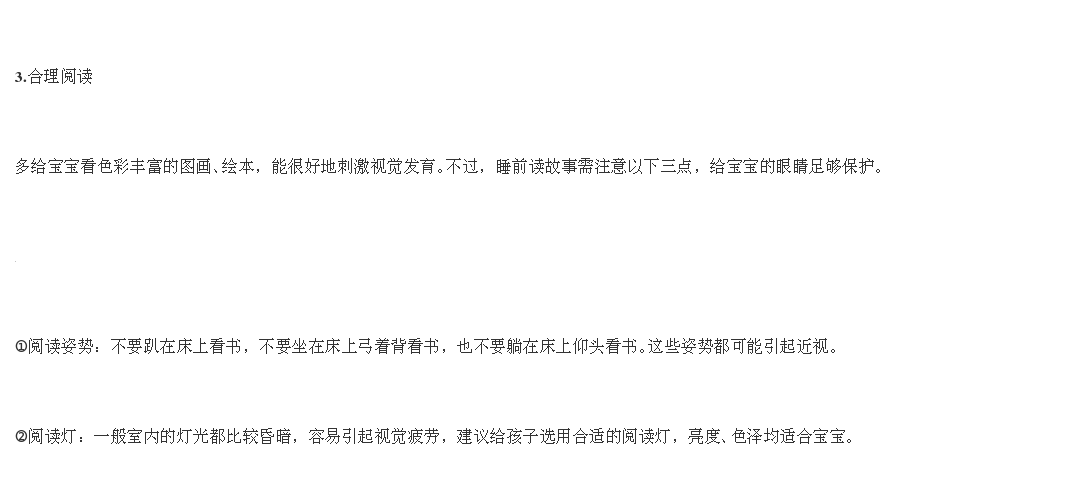 3.合理阅读
多给宝宝看色彩丰富的图画、绘本，能很好地刺激视觉发育。不过，睡前读故事需注意以下三点，给宝宝的眼睛足够保护。
①阅读姿势：不要趴在床上看书，不要坐在床上弓着背看书，也不要躺在床上仰头看书。这些姿势都可能引起近视。
②阅读灯：一般室内的灯光都比较昏暗，容易引起视觉疲劳，建议给孩子选用合适的阅读灯，亮度、色泽均适合宝宝。